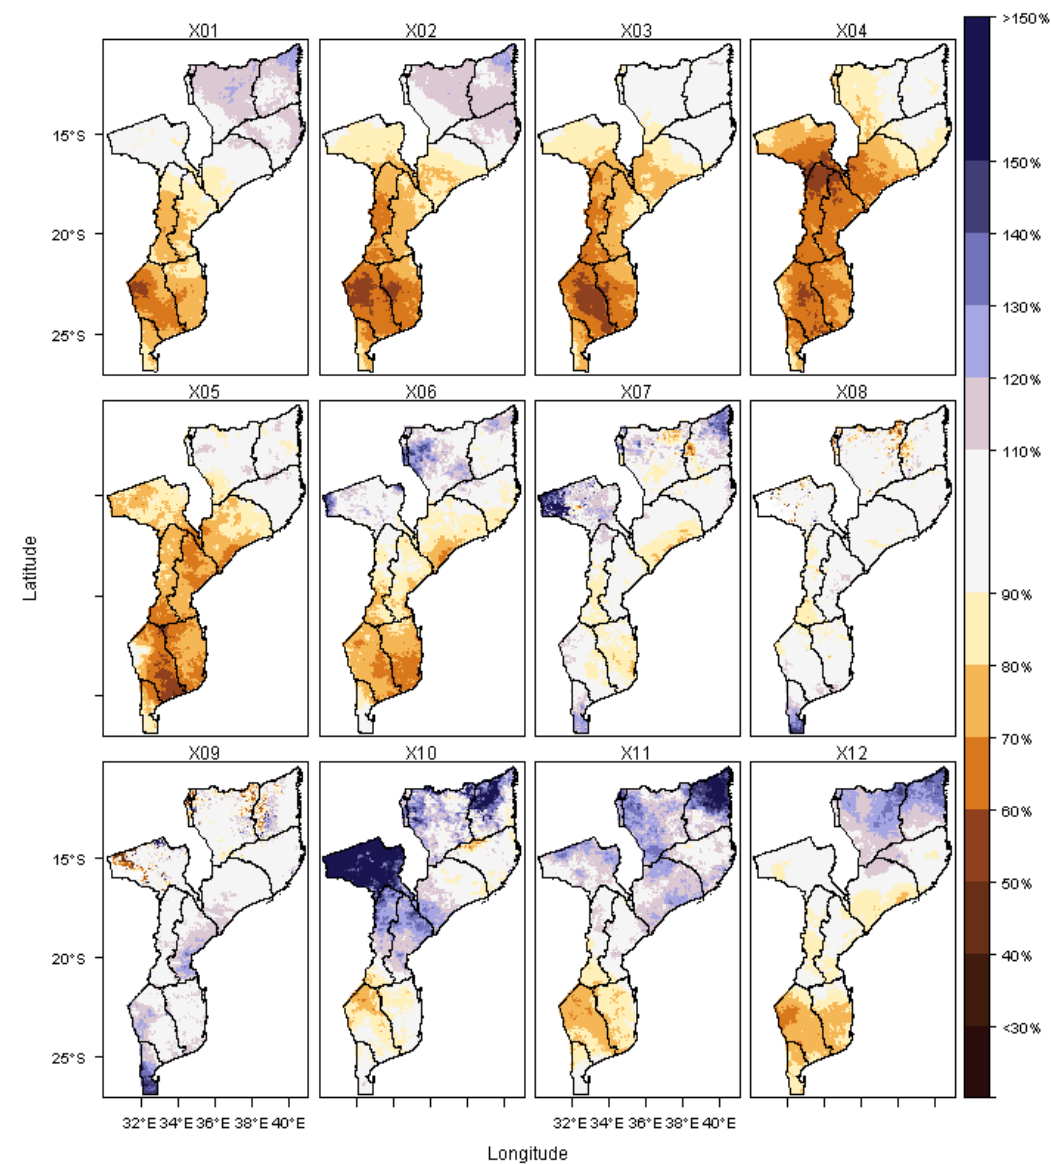 X01 X02 X03 X04
>150%
15°S
150%
140%
20°S
130%
25°S
120%
X05 X06 X07 X08
110%
Latitude
90%
80%
70%
X09 X10 X11 X12
60%
15°S
50%
20°S
40%
<30%
25°S
32°E 34°E 36°E 38°E 40°E 32°E 34°E 36°E 38°E 40°E
Longitude